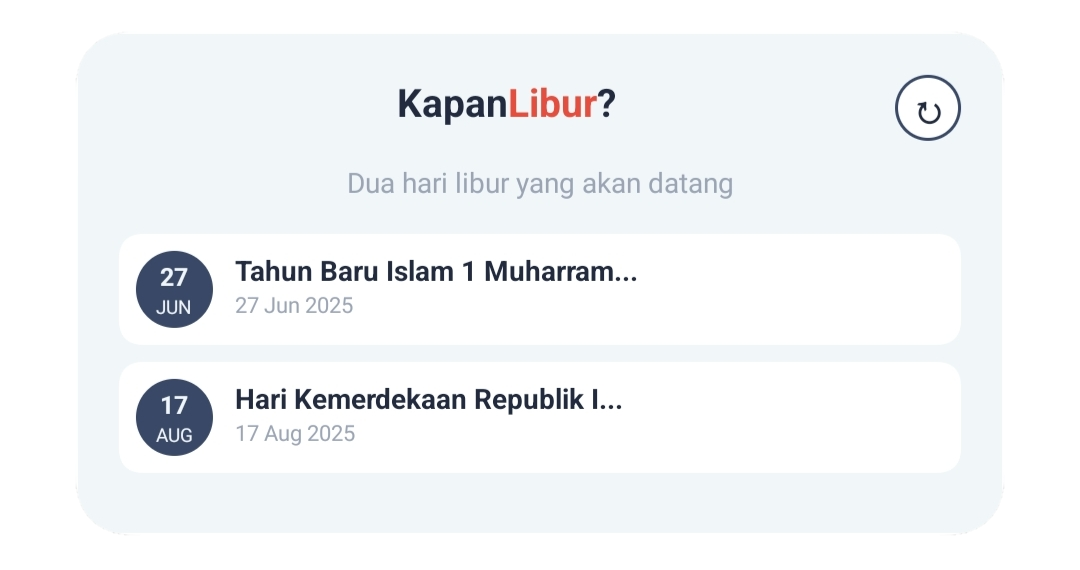 KapanLibur?
Dua hari libur yang akan datang
27
JUN
Tahun Baru Islam 1 Muharram...
27 Jun 2025
17
AUG
Hari Kemerdekaan Republik I...
17 Aug 2025